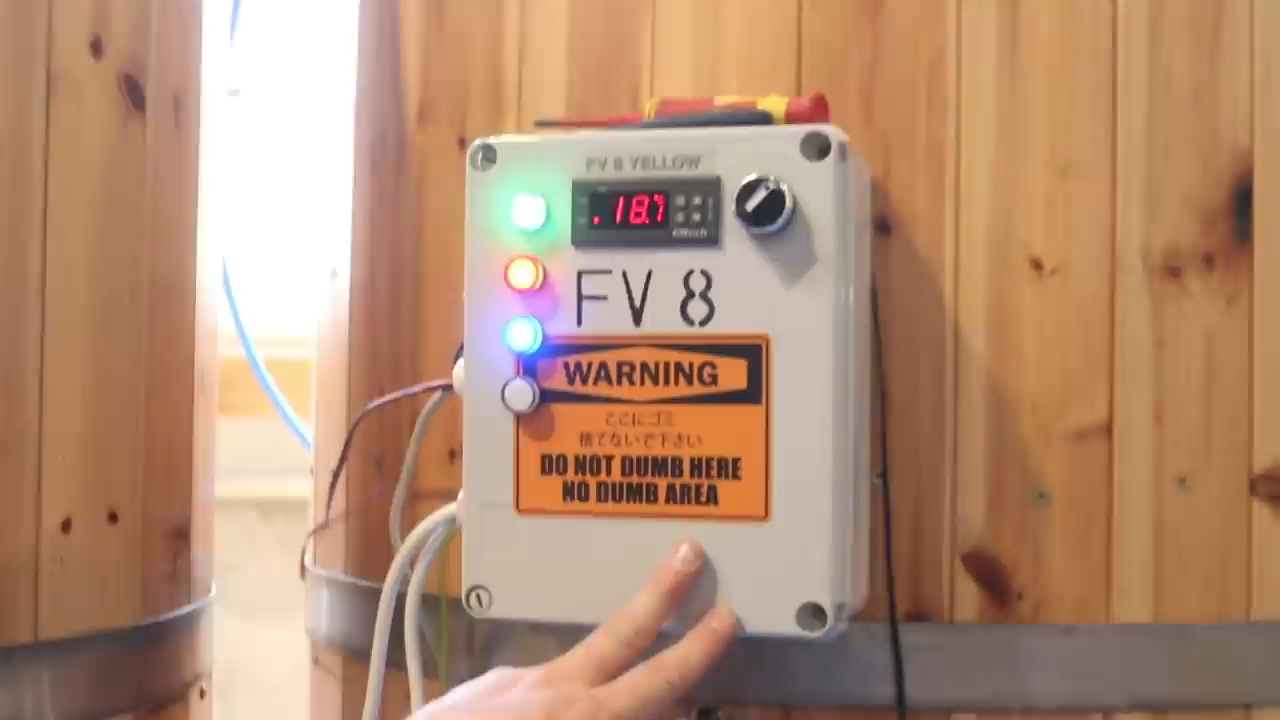 FV 8 YELLOW
.18.7
FV 8
WARNING
ここにゴミ
捨てないで下さい
DO NOT DUMB HERE
NO DUMB AREA